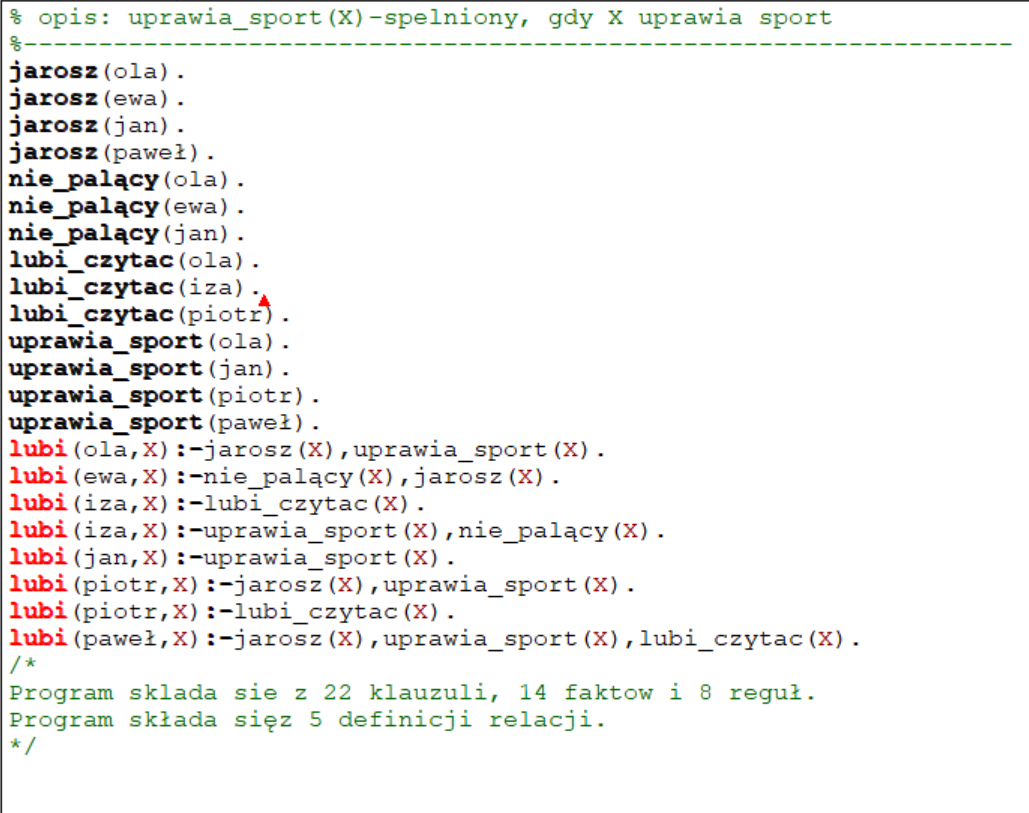 % opis: uprawia_sport(X)-spelniony, gdy X uprawia sport
%------------------------------------------------------------------
jarosz(ola).
jarosz(ewa).
jarosz(jan).
jarosz(paweł).
nie_palący(ola).
nie_palący(ewa).
nie_palący(jan).
lubi_czytac(ola).
lubi_czytac(iza).
lubi_czytac(piotr).
uprawia_sport(ola).
uprawia_sport(jan).
uprawia_sport(piotr).
uprawia_sport(paweł).
lubi(ola,X):-jarosz(X),uprawia_sport(X).
lubi(ewa,X):-nie_palący(X),jarosz(X).
lubi(iza,X):-lubi_czytac(X).
lubi(iza,X):-uprawia_sport(X),nie_palący(X).
lubi(jan,X):-uprawia_sport(X).
lubi(piotr,X):-jarosz(X),uprawia_sport(X).
lubi(piotr,X):-lubi_czytac(X).
lubi(paweł,X):-jarosz(X),uprawia_sport(X),lubi_czytac(X).
/*
Program sklada sie z 22 klauzuli, 14 faktow i 8 reguł.
Program składa sięz 5 definicji relacji.
*/